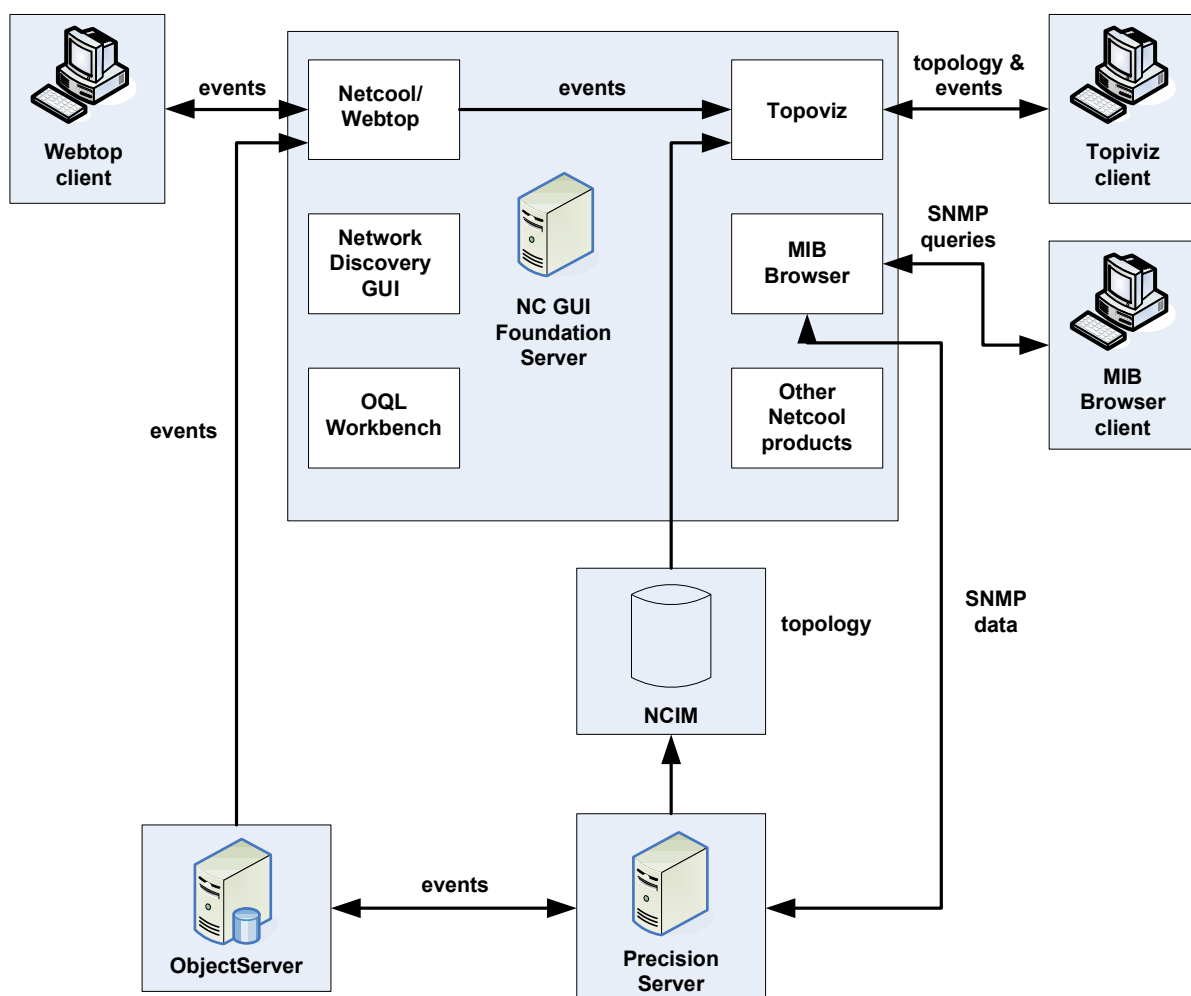 events
Netcool/
Webtop
events
Topoviz
topology &
events
Webtop
client
Topiviz
client
Network
Discovery
GUI
NC GUI
Foundation
Server
MIB
Browser
SNMP
queries
MIB
Browser
client
OQL
Workbench
Other
Netcool
products
events
topology
SNMP
data
NCIM
ObjectServer
events
Precision
Server